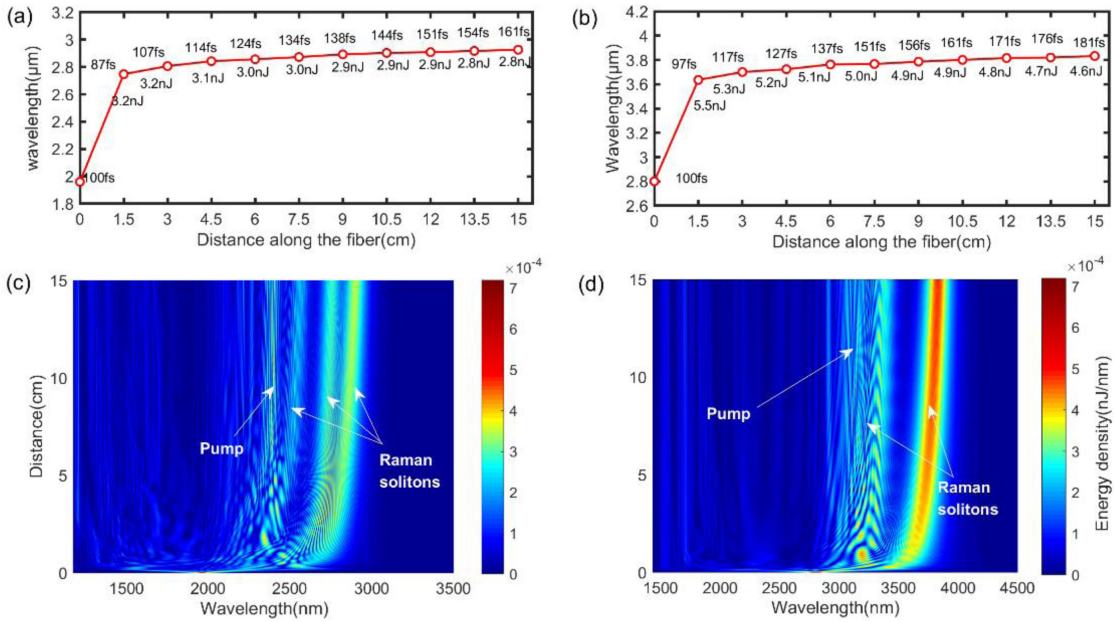 (a)
3.2
3
2.8
2.6
2.4
2.2
2
1.8
wavelength(μm)
87fs
107fs
114fs
124fs
134fs
138fs
144fs
151fs
154fs
161fs
3.2nJ
3.2nJ
3.1nJ
3.0nJ
3.0nJ
2.9nJ
2.9nJ
2.9nJ
2.8nJ
2.8nJ
100fs
0 1.5 3 4.5 6 7.5 9 10.5 12 13.5 15
Distance along the fiber(cm)
(b)
4.2
4
3.8
3.6
3.4
3.2
3
2.8
2.6
Wavelength(μm)
97fs
117fs
127fs
137fs
151fs
156fs
161fs
171fs
176fs
181fs
5.5nJ
5.3nJ
5.2nJ
5.1nJ
5.0nJ
4.9nJ
4.9nJ
4.8nJ
4.7nJ
4.6nJ
100fs
0 1.5 3 4.5 6 7.5 9 10.5 12 13.5 15
Distance along the fiber(cm)
(c)
15
10
5
0
Distance(cm)
Pump
Raman
solitons
1500 2000 2500 3000 3500
Wavelength(nm)
×10-4
7
6
5
4
3
2
1
0
(d)
15
10
5
0
Pump
Raman
solitons
1500 2000 2500 3000 3500 4000 4500
Wavelength(nm)
×10-4
7
6
5
4
3
2
1
0
Energy density(nJ/nm)